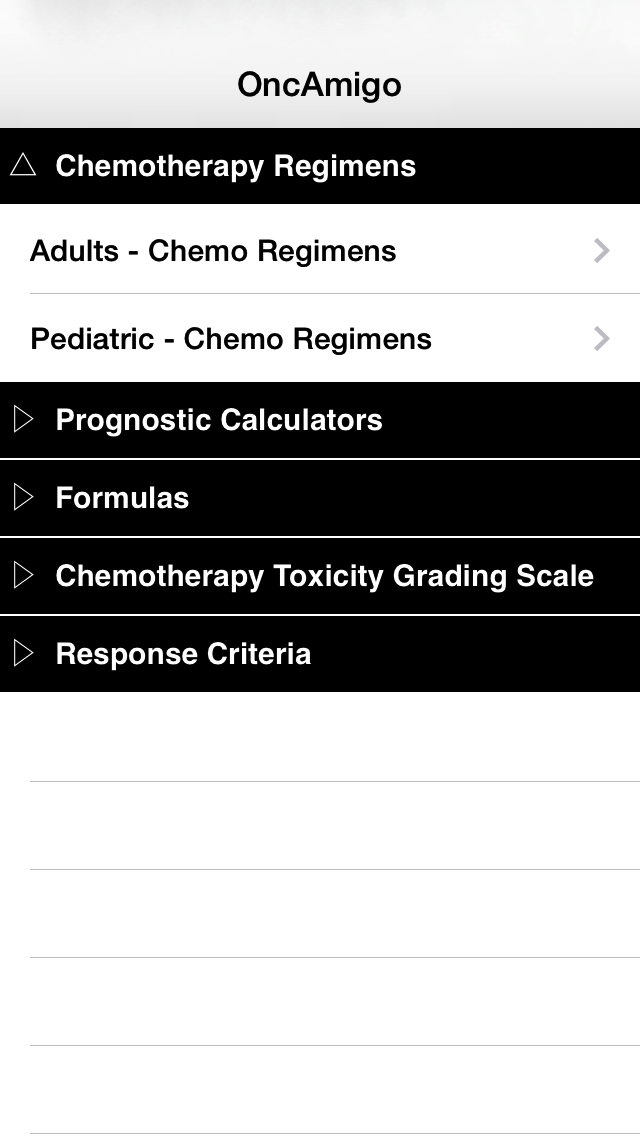 OncAmigo
Chemotherapy Regimens
Adults - Chemo Regimens
Pediatric - Chemo Regimens
Prognostic Calculators
Formulas
Chemotherapy Toxicity Grading Scale
Response Criteria